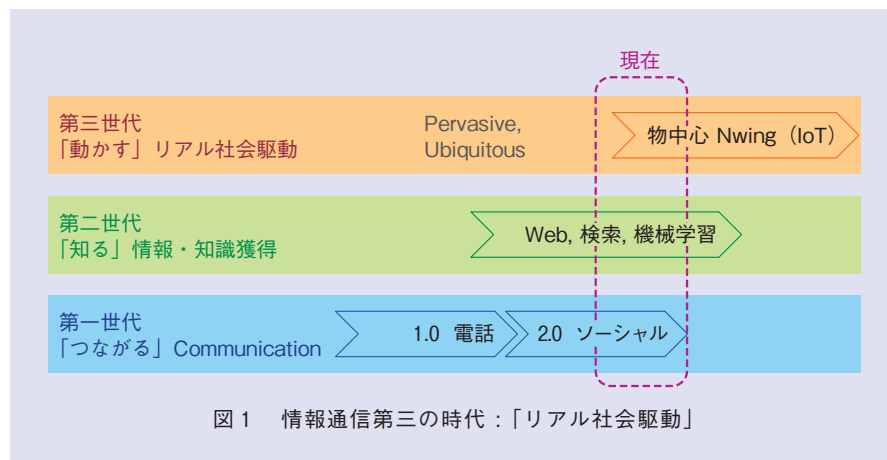 現在
第三世代
「動かす」リアル社会駆動
Pervasive,
Ubiquitous
物中心 Nwing（IoT）
第二世代
「知る」情報・知識獲得
Web, 検索, 機械学習
第一世代
「つながる」Communication
1.0 電話
2.0 ソーシャル
図 1 情報通信第三の時代：「リアル社会駆動」